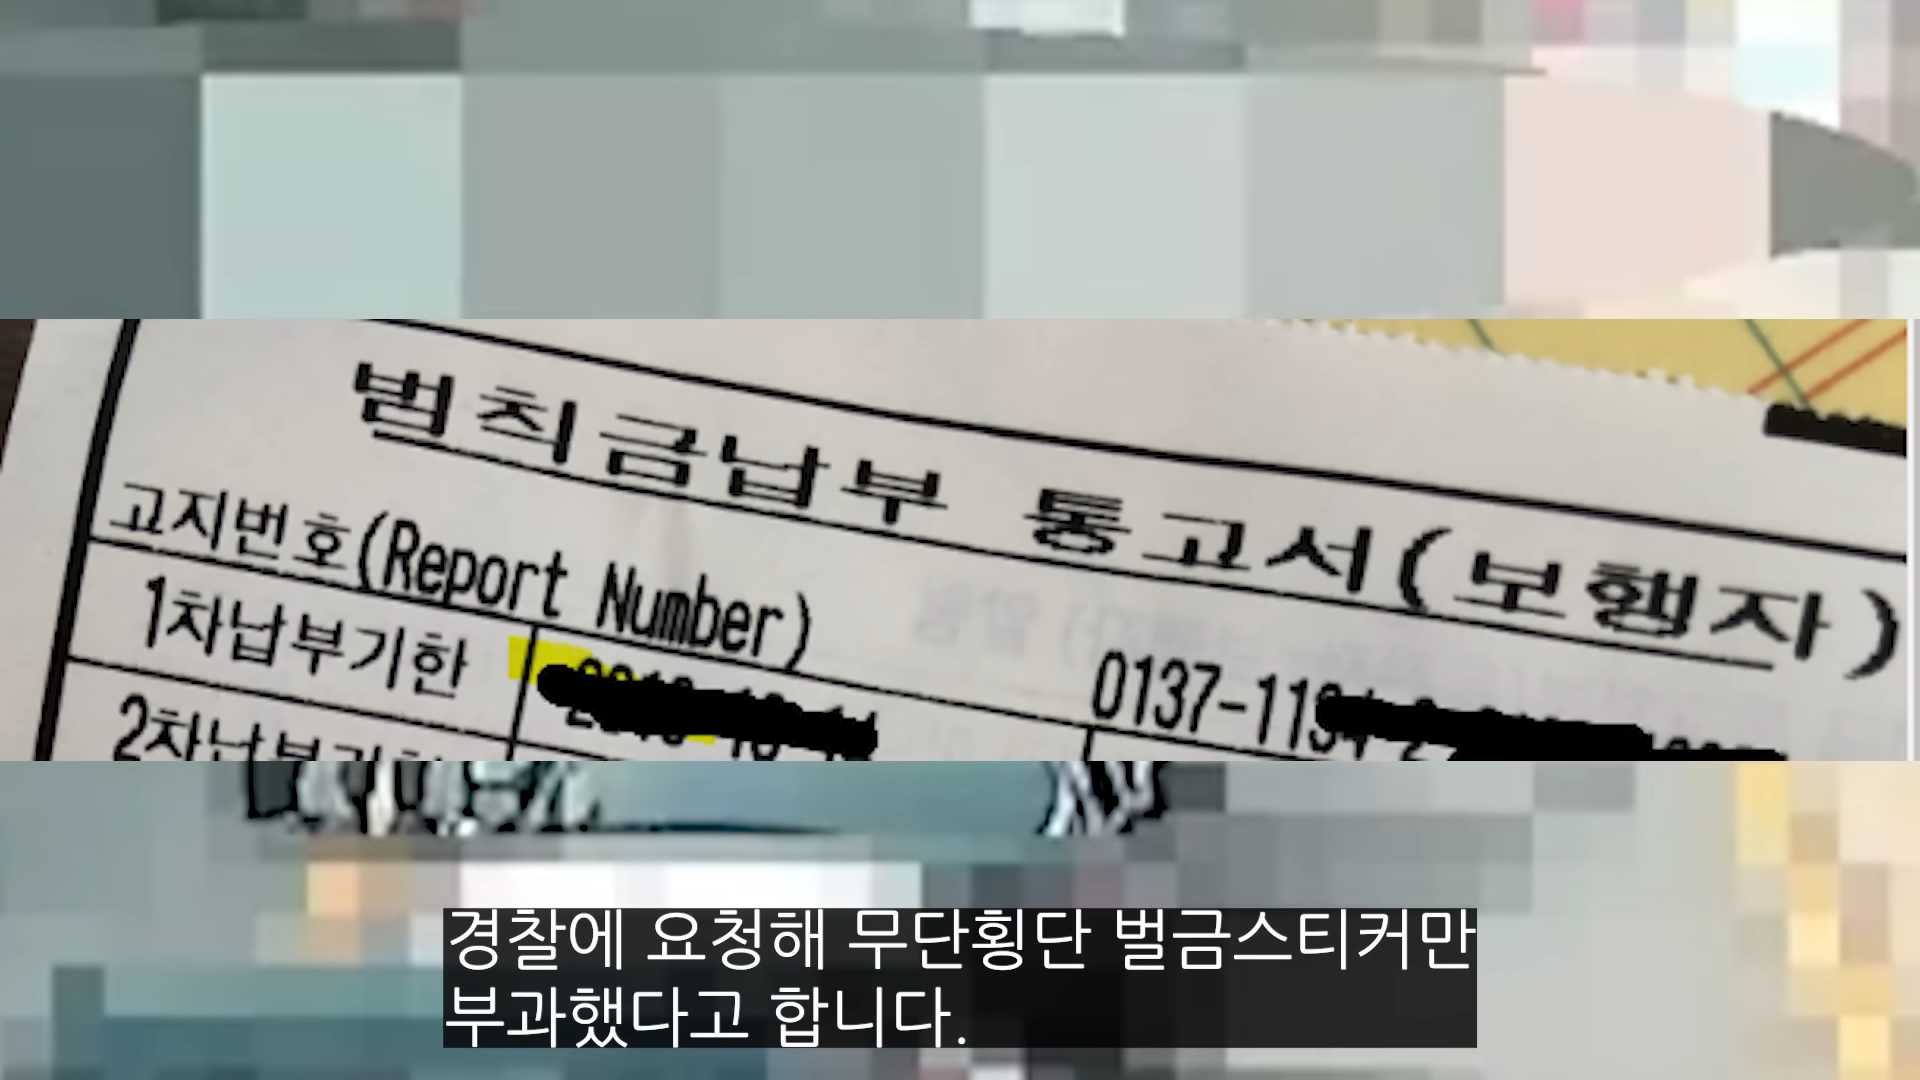 범칙금납부 통고서(보행자)
고지번호(Report Number)
0137-119
1차납부기한
2차납부기한
경찰에 요청해 무단횡단 벌금스티커만
부과했다고 합니다.